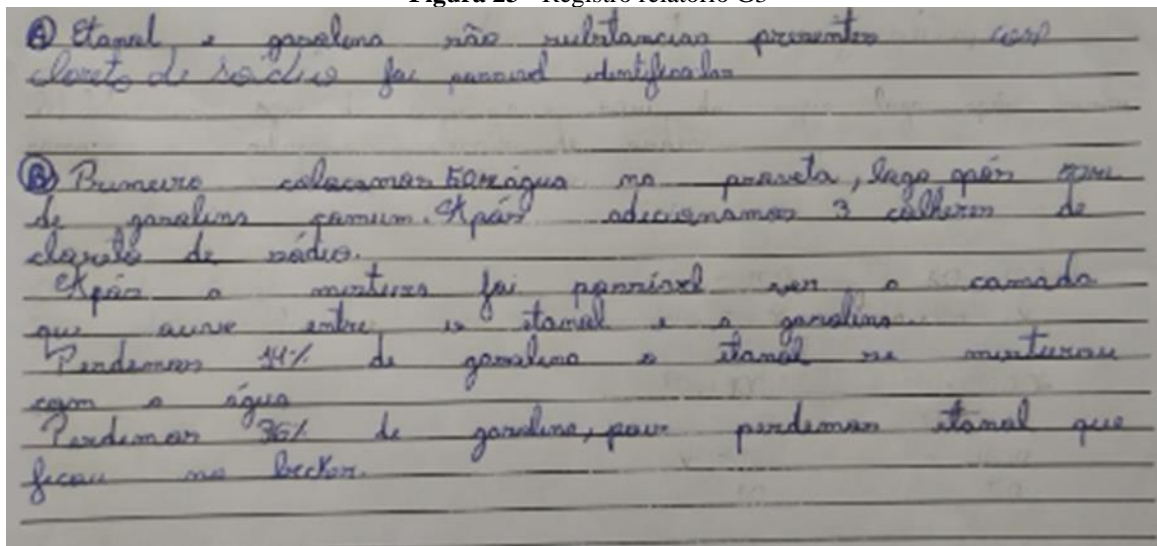 Figura 23 - Registro relatório G3
A Etanol e gasolina são substancias presentes com
cloreto de sódio foi possivel identificalos
B Primeiro colocamos 50ml água na proveta, logo após 50ml
de gasolina comum. Após adicionamos 3 colheres de
cloreto de sódio.
Após a mistura foi possível ver a camada
que ouve entre o etanol e a gasolina
Perdemos 14% de gasolina o etanol se misturou
com a água
Perdemos 36% de gasolina, pois perdemos etanol que
ficou no becker.